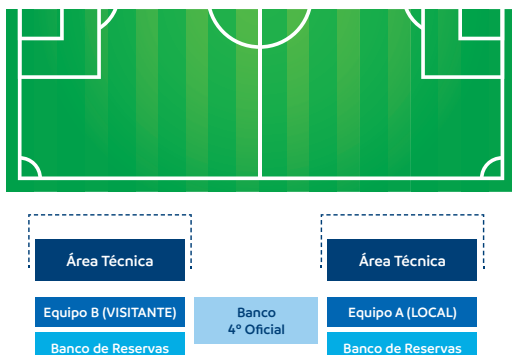 Área Técnica
Área Técnica
Equipo B (VISITANTE)
Banco
4º Oficial
Equipo A (LOCAL)
Banco de Reservas
Banco de Reservas